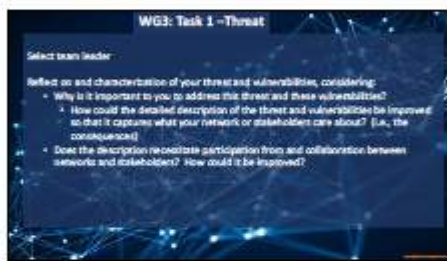 WG3: Task 1 –Threat
Select team leader
Reflect on and characterization of your threat and vulnerabilities, considering:
• Why is it important to you to address this threat and these vulnerabilities?
• How could the detailed description of the threat and vulnerabilities be improved
so that it captures what your network or stakeholders care about? (i.e., the
consequences)
• Does the description necessitate participation from and collaboration between
networks and stakeholders? How could it be improved?